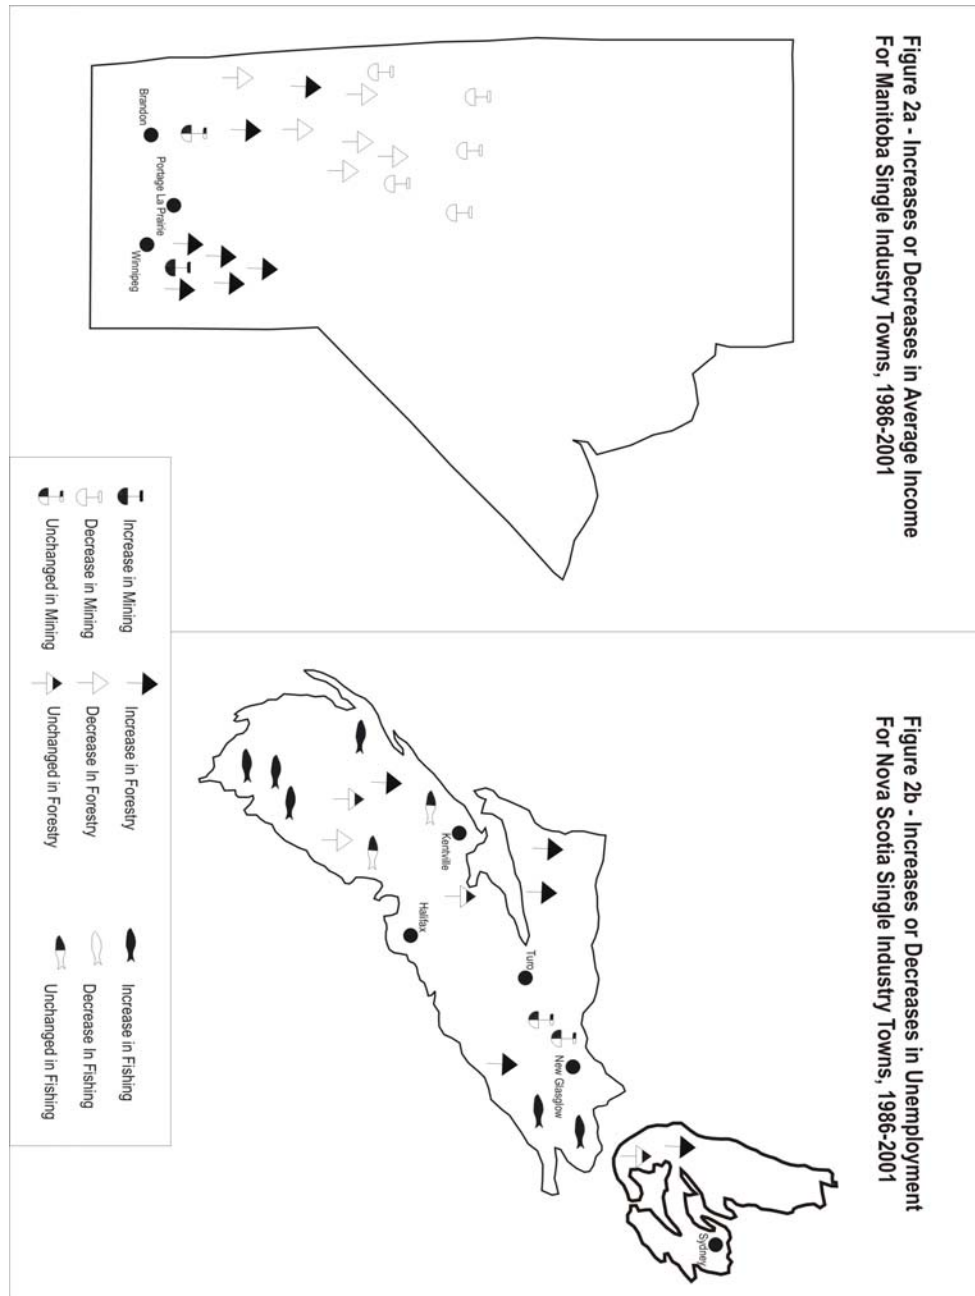 Figure 2a - Increases or Decreases in Average Income
For Manitoba Single Industry Towns, 1986-2001
Brandon
Portage La Prairie
Winnipeg
Figure 2b - Increases or Decreases in Unemployment
For Nova Scotia Single Industry Towns, 1986-2001
Kentville
Halifax
Turo
New Glasglow
Sydney
Increase in Mining
Decrease in Mining
Unchanged in Mining
Increase in Forestry
Decrease In Forestry
Unchanged in Forestry
Increase in Fishing
Decrease In Fishing
Unchanged in Fishing